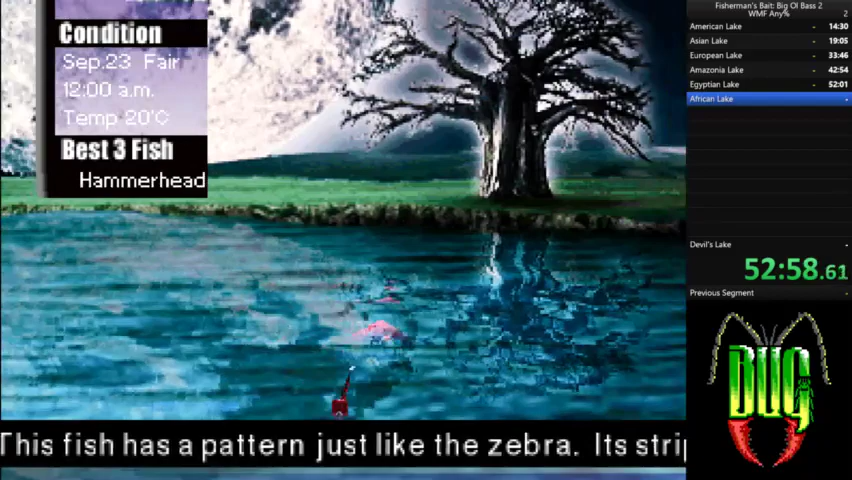 Condition
Sep.23 Fair
12:00 a.m.
Temp 20°C
Best 3 Fish
Hammerhead
This fish has a pattern just like the zebra. Its strip
Fisherman's Bait: Big Ol Bass 2
WMF Any% 2
American Lake - 14:30
Asian Lake - 19:05
European Lake - 33:46
Amazonia Lake - 42:54
Egyptian Lake - 52:01
African Lake -
Devil's Lake -
52:58.61
Previous Segment -
BUG